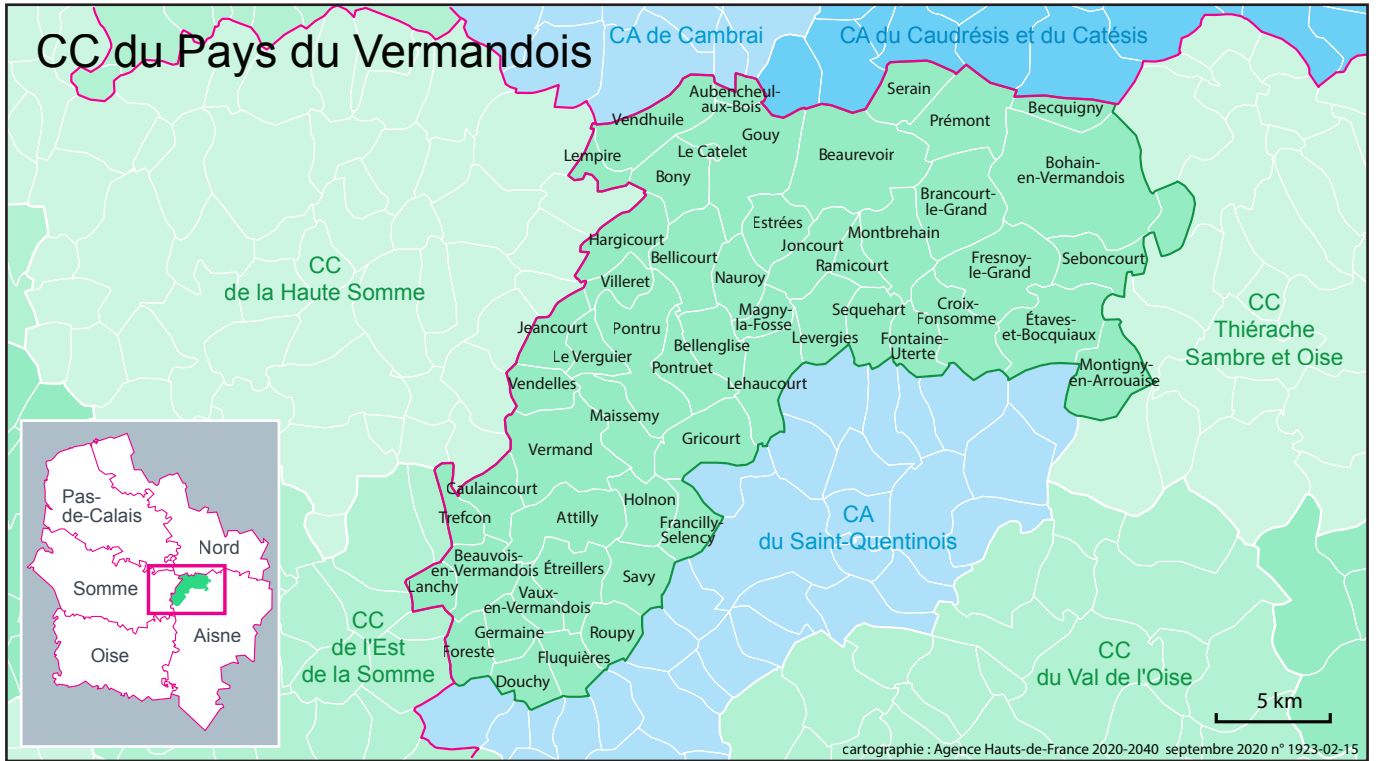 CC du Pays du Vermandois
CA de Cambrai
CA du Caudrésis et du Catésis
Serain
Aubencheul-
aux-Bois
Becquigny
Vendhuile
Prémont
Gouy
Lempire
Le Catelet
Beaurevoir
Bohain-
en-Vermandois
Bony
Brancourt-
le-Grand
Estrées
Montbrehain
Hargicourt
Joncourt
Bellicourt
Ramicourt
Fresnoy-
le-Grand
Seboncourt
CC
de la Haute Somme
Villeret
Nauroy
CC
Thiérache
Sambre et Oise
Magny-
la-Fosse
Sequehart
Croix-
Fonsomme
Étaves-
et-Bocquiaux
Jeancourt
Pontru
Levergies
Fontaine-
Uterte
Le Verguier
Bellenglise
Pontruet
Montigny-
en-Arrouaise
Vendelles
Lehaucourt
Maissemy
Gricourt
Vermand
Caulaincourt
Holnon
Trefcon
Attilly
Francilly-
Selency
CA
du Saint-Quentinois
Beauvois-
en-Vermandois
Étreillers
Savy
Lanchy
Vaux-
en-Vermandois
CC
de l'Est
de la Somme
Germaine
Roupy
Foreste
Fluquières
Douchy
CC
du Val de l'Oise
Pas-
de-Calais
Nord
Somme
Aisne
Oise
5 km
cartographie : Agence Hauts-de-France 2020-2040 septembre 2020 n° 1923-02-15